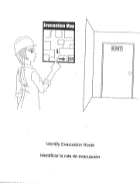 Evacuation Map
EXIT
Identify Evacuation Route
Identificar la ruta de evacuación